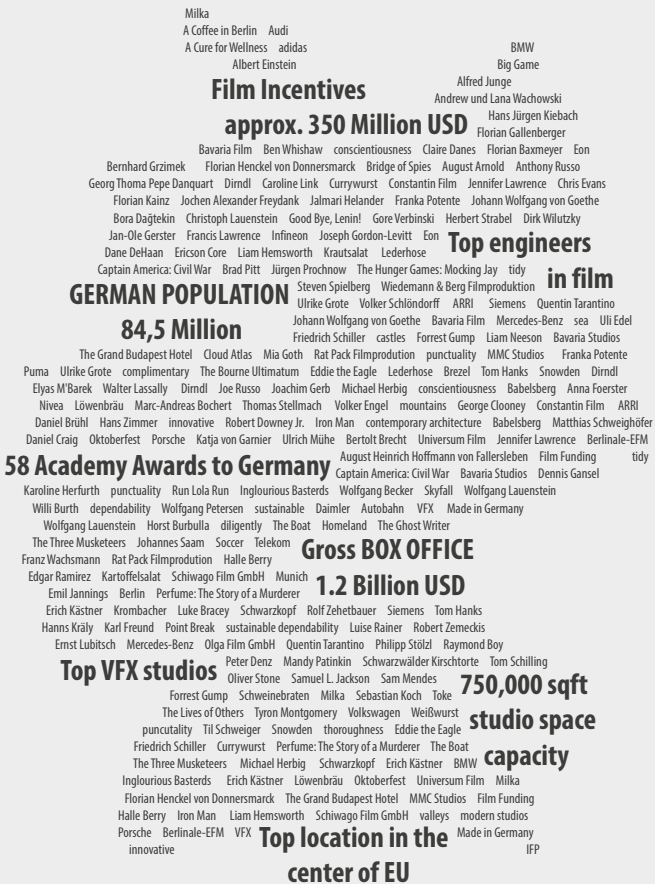 Milka
A Coffee in Berlin Audi
A Cure for Wellness adidas BMW
Albert Einstein Big Game
Film Incentives Alfred Junge
Andrew und Lana Wachowski
approx. 350 Million USD Hans Jürgen Kiebach
Florian Gallenberger
Bavaria Film Ben Whishaw conscientiousness Claire Danes Florian Baxmeyer Eon
Bernhard Grzimek Florian Henckel von Donnersmarck Bridge of Spies August Arnold Anthony Russo
Georg Thoma Pepe Danquart Dirndl Caroline Link Currywurst Constantin Film Jennifer Lawrence Chris Evans
Florian Kainz Jochen Alexander Freydank Jalmari Helander Franka Potente Johann Wolfgang von Goethe
Bora Dağtekin Christoph Lauenstein Good Bye, Lenin! Gore Verbinski Herbert Strabel Dirk Wilutzky
Jan-Ole Gerster Francis Lawrence Infineon Joseph Gordon-Levitt Eon Top engineers
Dane DeHaan Ericson Core Liam Hemsworth Krautsalat Lederhose
Captain America: Civil War Brad Pitt Jürgen Prochnow The Hunger Games: Mocking Jay tidy in film
GERMAN POPULATION Steven Spielberg Wiedemann & Berg Filmproduktion
Ulrike Grote Volker Schlöndorff ARRI Siemens Quentin Tarantino
84,5 Million Johann Wolfgang von Goethe Bavaria Film Mercedes-Benz sea Uli Edel
Friedrich Schiller castles Forrest Gump Liam Neeson Bavaria Studios
The Grand Budapest Hotel Cloud Atlas Mia Goth Rat Pack Filmprodution punctuality MMC Studios Franka Potente
Puma Ulrike Grote complimentary The Bourne Ultimatum Eddie the Eagle Lederhose Brezel Tom Hanks Snowden Dirndl
Elyas M'Barek Walter Lassally Dirndl Joe Russo Joachim Gerb Michael Herbig conscientiousness Babelsberg Anna Foerster
Nivea Löwenbräu Marc-Andreas Bochert Thomas Stellmach Volker Engel mountains George Clooney Constantin Film ARRI
Daniel Brühl Hans Zimmer innovative Robert Downey Jr. Iron Man contemporary architecture Babelsberg Matthias Schweighöfer
Daniel Craig Oktoberfest Porsche Katja von Garnier Ulrich Mühe Bertolt Brecht Universum Film Jennifer Lawrence Berlinale-EFM
58 Academy Awards to Germany August Heinrich Hoffmann von Fallersleben Film Funding tidy
Captain America: Civil War Bavaria Studios Dennis Gansel
Karoline Herfurth punctuality Run Lola Run Inglourious Basterds Wolfgang Becker Skyfall Wolfgang Lauenstein
Willi Burth dependability Wolfgang Petersen sustainable Daimler Autobahn VFX Made in Germany
Wolfgang Lauenstein Horst Burbulla diligently The Boat Homeland The Ghost Writer
The Three Musketeers Johannes Saam Soccer Telekom Gross BOX OFFICE
Franz Wachsmann Rat Pack Filmprodution Halle Berry
Edgar Ramirez Kartoffelsalat Schiwago Film GmbH Munich 1.2 Billion USD
Emil Jannings Berlin Perfume: The Story of a Murderer
Erich Kästner Krombacher Luke Bracey Schwarzkopf Rolf Zehetbauer Siemens Tom Hanks
Hanns Kräly Karl Freund Point Break sustainable dependability Luise Rainer Robert Zemeckis
Ernst Lubitsch Mercedes-Benz Olga Film GmbH Quentin Tarantino Philipp Stölzl Raymond Boy
Top VFX studios Peter Denz Mandy Patinkin Schwarzwälder Kirschtorte Tom Schilling
Oliver Stone Samuel L. Jackson Sam Mendes 750,000 sqft
Forrest Gump Schweinebraten Milka Sebastian Koch Toke
The Lives of Others Tyron Montgomery Volkswagen Weißwurst studio space
puncutality Til Schweiger Snowden thoroughness Eddie the Eagle
Friedrich Schiller Currywurst Perfume: The Story of a Murderer The Boat capacity
The Three Musketeers Michael Herbig Schwarzkopf Erich Kästner BMW
Inglourious Basterds Erich Kästner Löwenbräu Oktoberfest Universum Film Milka
Florian Henckel von Donnersmarck The Grand Budapest Hotel MMC Studios Film Funding
Halle Berry Iron Man Liam Hemsworth Schiwago Film GmbH valleys modern studios
Porsche Berlinale-EFM VFX Top location in the Made in Germany
innovative IFP
center of EU